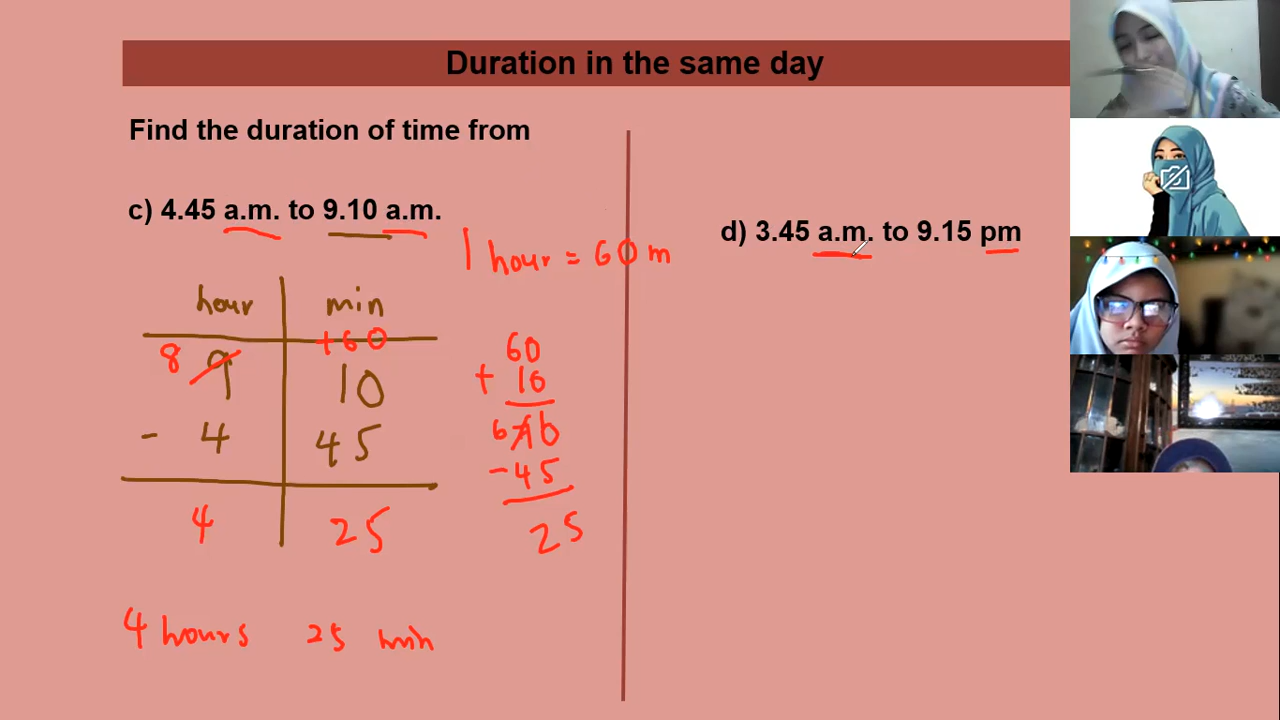 Duration in the same day
Find the duration of time from
c) 4.45 a.m. to 9.10 a.m.
1 hour = 60 m
hour min
+60
8 9 10
- 4 45
4 25
4 hours 25 min
60
+ 10
6 70
- 45
25
d) 3.45 a.m. to 9.15 pm